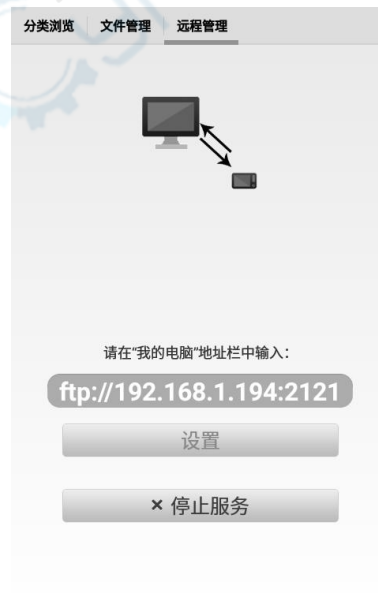 分类浏览 文件管理 远程管理
请在“我的电脑”地址栏中输入:
ftp://192.168.1.194:2121
设置
× 停止服务